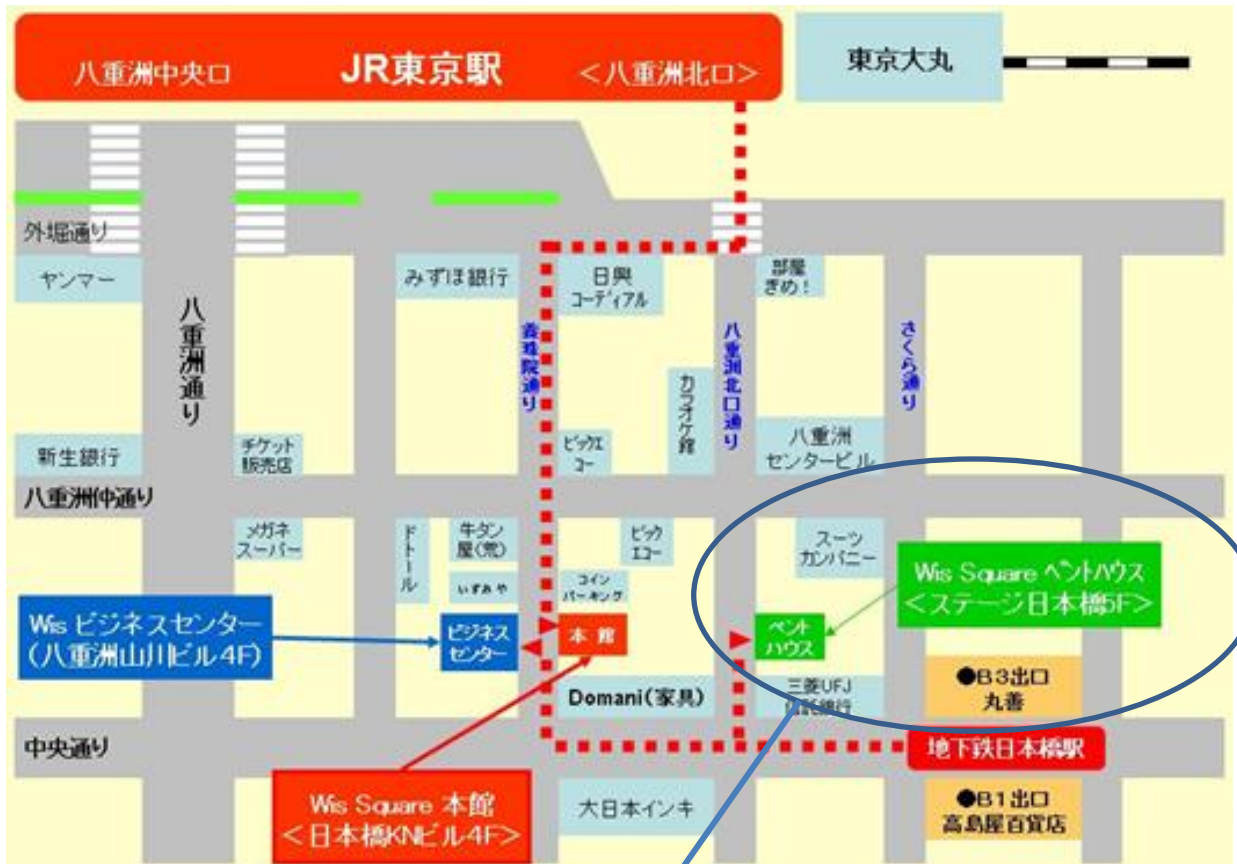 八重洲中央口
JR東京駅
<八重洲北口>
東京大丸
外堀通り
ヤンマー
みずほ銀行
日興
コーディアル
部屋
ぎめ!
八重洲通り
養珠院通り
八重洲北口通り
さくら通り
カラオケ館
新生銀行
チケット
販売店
ビックエ
コー
八重洲
センタービル
八重洲仲通り
メガネ
スーパー
ドトール
牛タン
屋(荒)
ビック
エコー
スーツ
カンパニー
いずみや
コイン
パーキング
Wis Square ペントハウス
<ステージ日本橋5F>
Wis ビジネスセンター
(八重洲山川ビル4F)
ビジネス
センター
本館
ペント
ハウス
Domani(家具)
三菱UFJ
信託銀行
●B3出口
丸善
中央通り
地下鉄日本橋駅
Wis Square 本館
<日本橋KNビル4F>
大日本インキ
●B1出口
高島屋百貨店